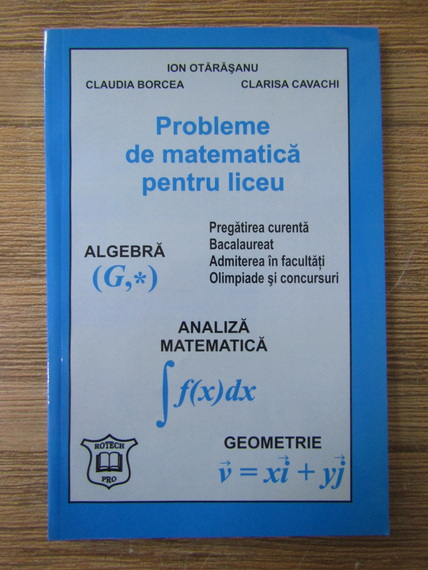 ION OTĂRĂŞANU
CLAUDIA BORCEA CLARISA CAVACHI
Probleme
de matematică
pentru liceu
Pregătirea curentă
Bacalaureat
Admiterea în facultăţi
Olimpiade şi concursuri
ALGEBRĂ
(G,*)
ANALIZĂ
MATEMATICĂ
∫ f(x)dx
GEOMETRIE
v⃗ = xi⃗ + yj⃗
ROTECH
PRO